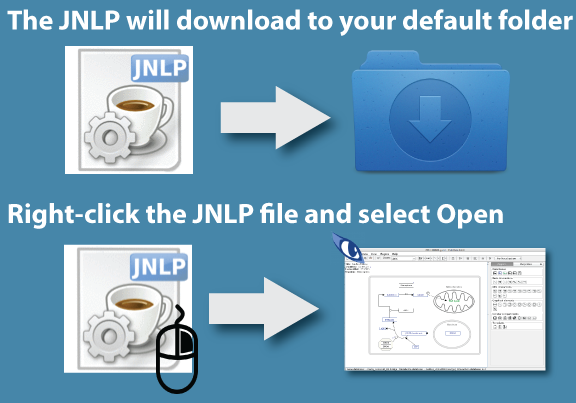 The JNLP will download to your default folder
JNLP
Right-click the JNLP file and select Open
JNLP